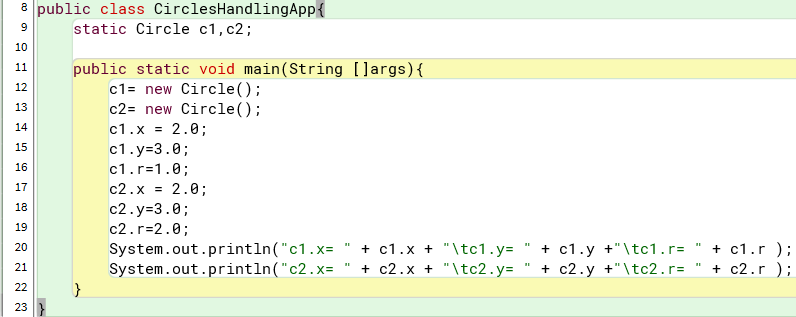 8 public class CirclesHandlingApp{
9 static Circle c1,c2;
10
11 public static void main(String []args){
12 c1= new Circle();
13 c2= new Circle();
14 c1.x = 2.0;
15 c1.y=3.0;
16 c1.r=1.0;
17 c2.x = 2.0;
18 c2.y=3.0;
19 c2.r=2.0;
20 System.out.println("c1.x= " + c1.x + "\tc1.y= " + c1.y +"\tc1.r= " + c1.r );
21 System.out.println("c2.x= " + c2.x + "\tc2.y= " + c2.y +"\tc2.r= " + c2.r );
22 }
23 }